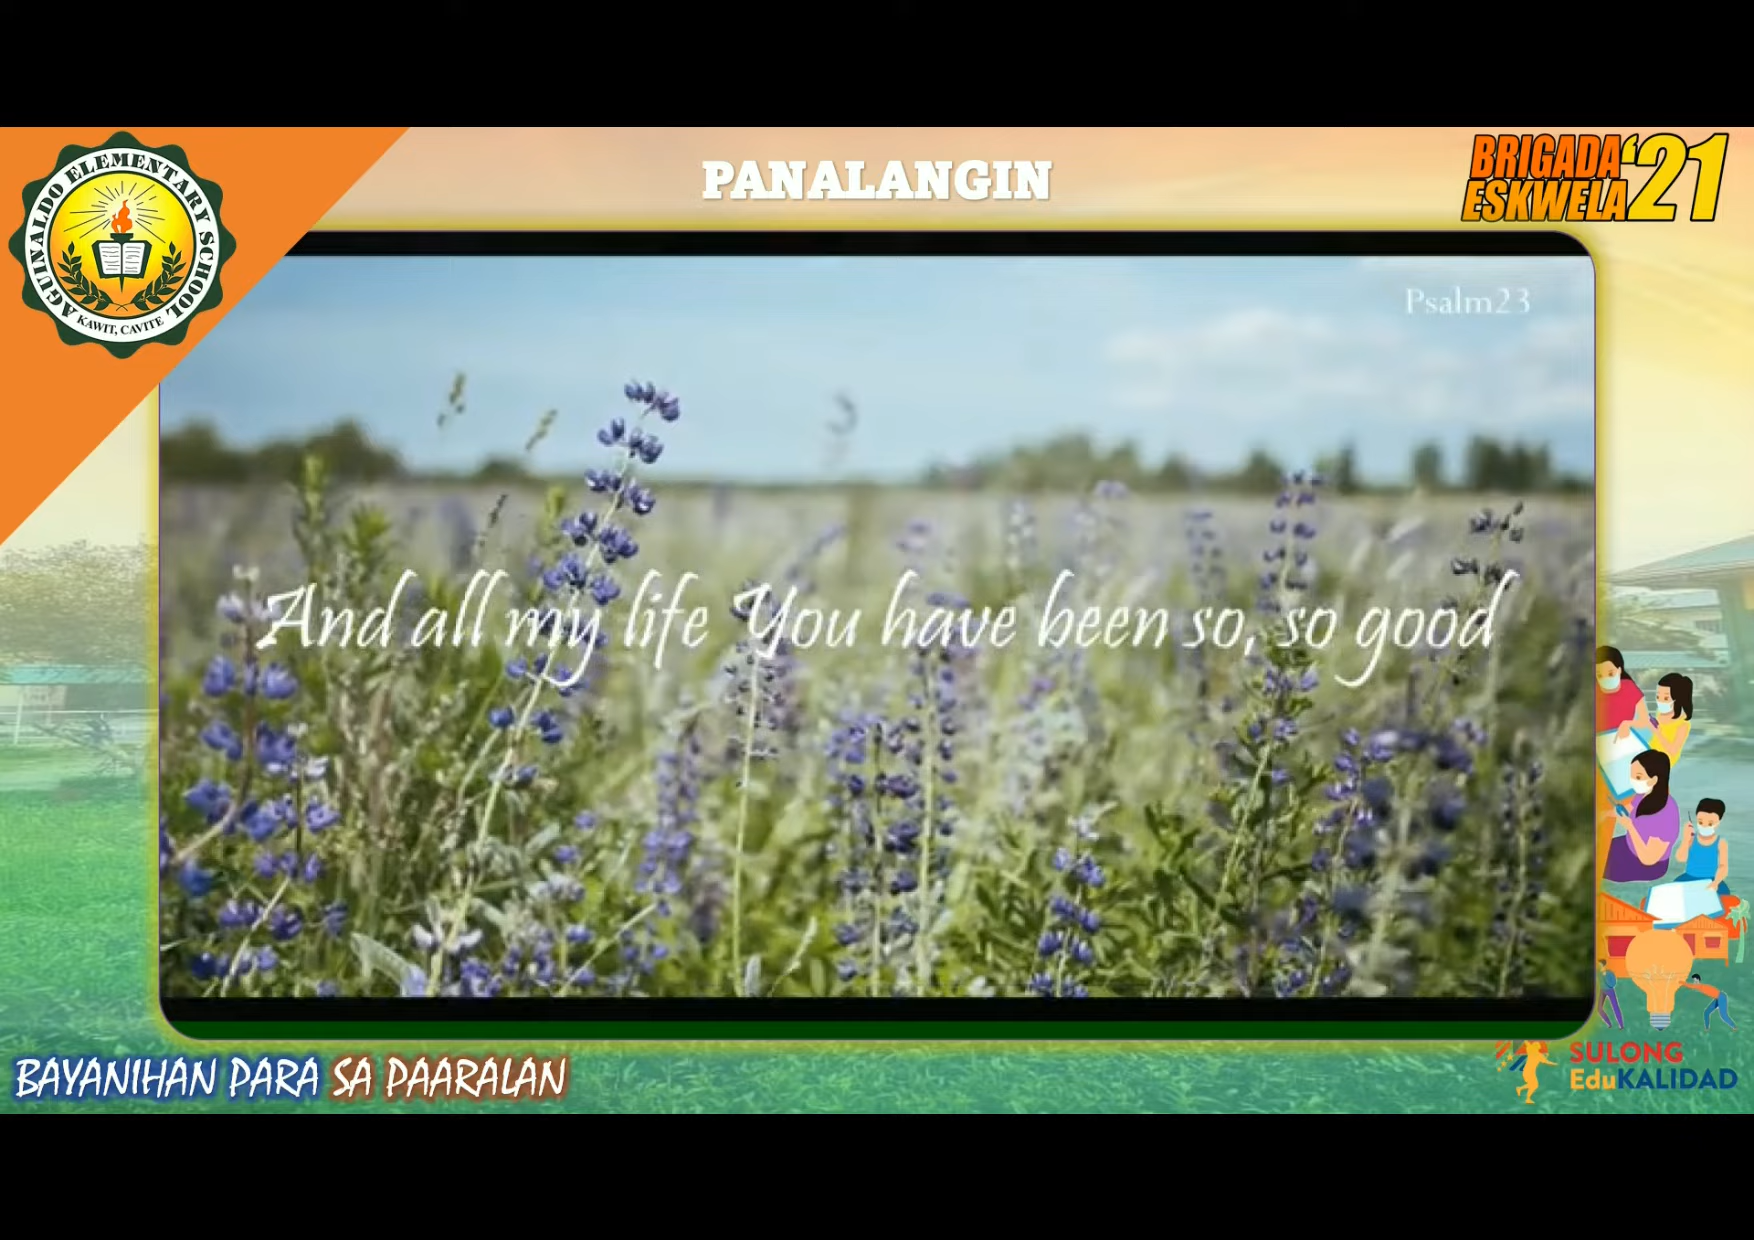 AGUINALDO ELEMENTARY SCHOOL
KAWIT, CAVITE
PANALANGIN
BRIGADA
ESKWELA
'21
Psalm23
And all my life You have been so, so good
BAYANIHAN PARA SA PAARALAN
SULONG
EduKALIDAD